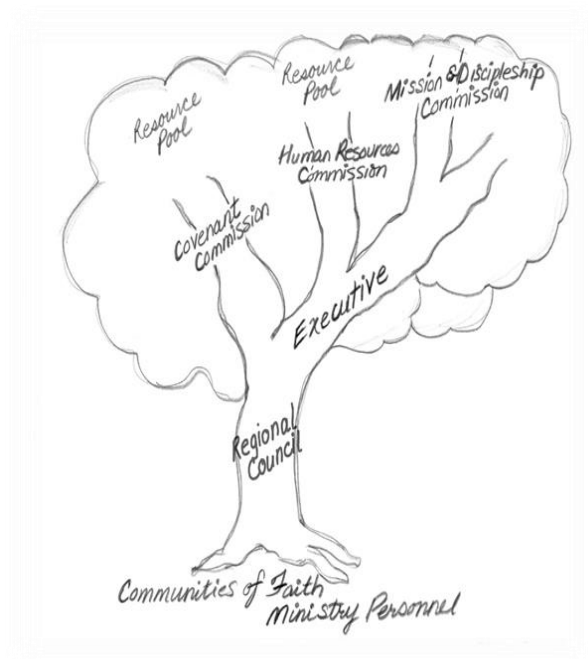 Resource
Pool
Resource
Pool
Mission & Discipleship
Commission
Human Resources
Commission
Covenant
Commission
Executive
Regional
Council
Communities of Faith
Ministry Personnel